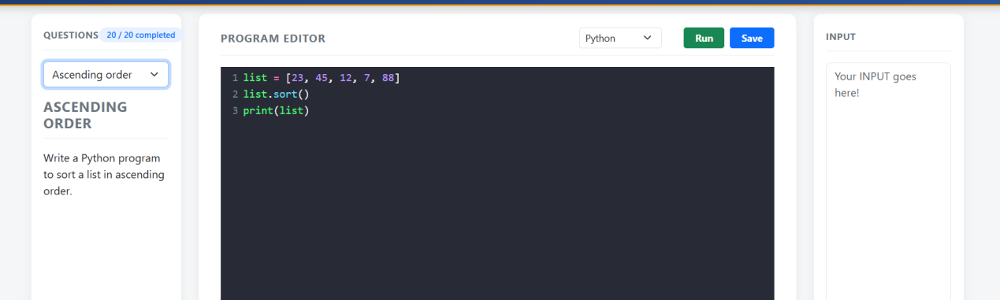 QUESTIONS 20 / 20 completed
Ascending order
ASCENDING
ORDER
Write a Python program
to sort a list in ascending
order.
PROGRAM EDITOR Python Run Save
1 list = [23, 45, 12, 7, 88]
2 list.sort()
3 print(list)
INPUT
Your INPUT goes
here!